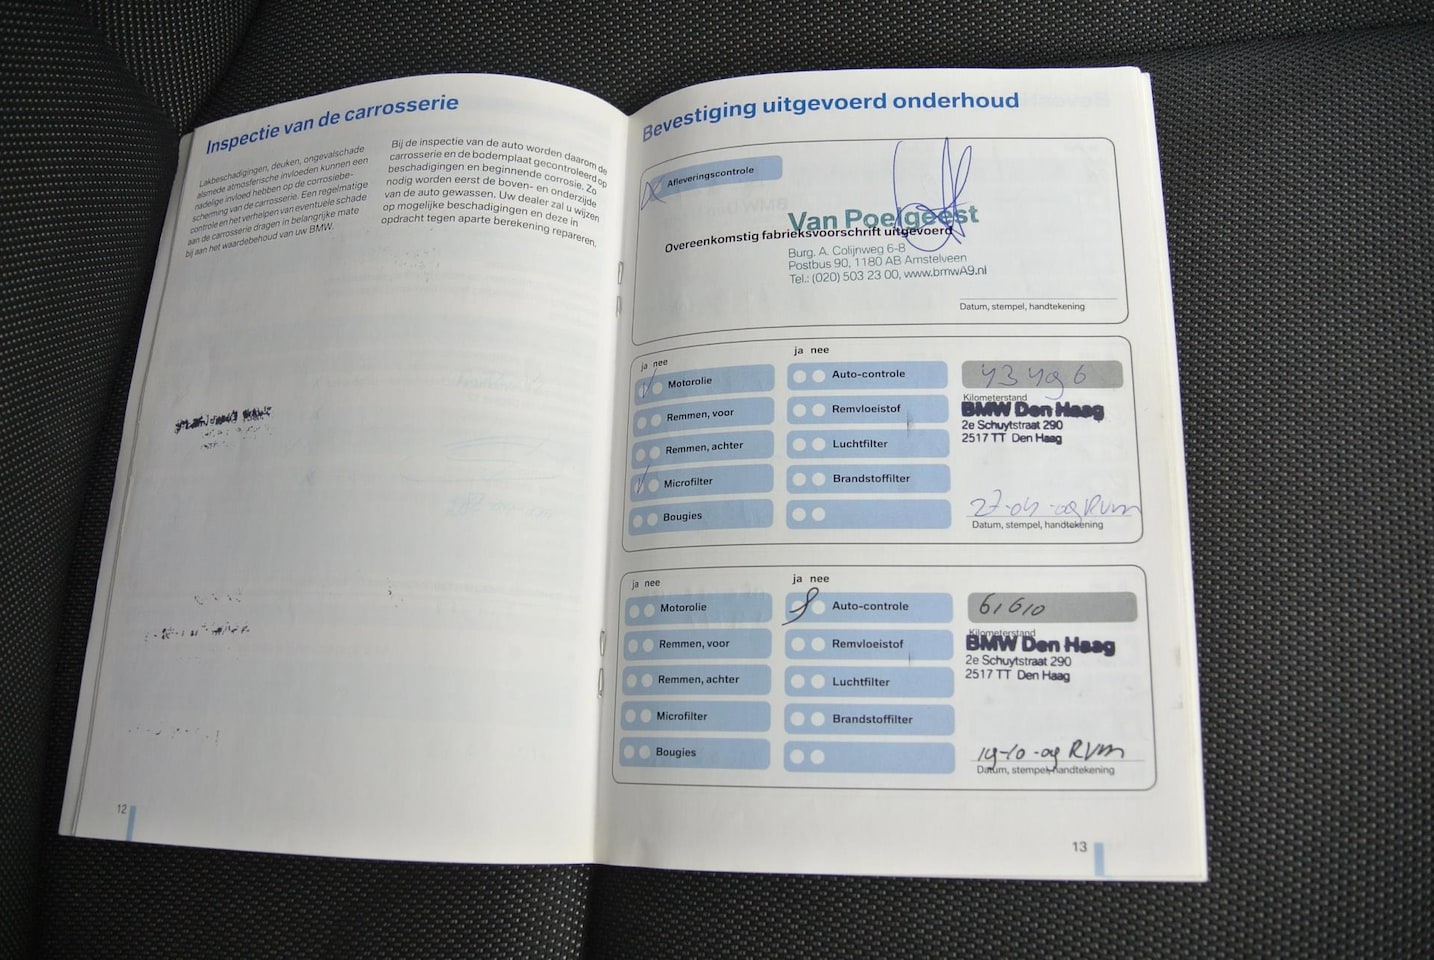 Inspectie van de carrosserie
Lakbeschadigingen, deuken, ongevalschade
alsmede atmosferische invloeden kunnen een
nadelige invloed hebben op de corrosiebe-
scherming van de carrosserie. Een regelmatige
controle en het verhelpen van eventuele schade
aan de carrosserie dragen in belangrijke mate
bij aan het waardebehoud van uw BMW.
Bij de inspectie van de auto worden daarom de
carrosserie en de bodemplaat gecontroleerd op
beschadigingen en beginnende corrosie. Zo
nodig worden eerst de boven- en onderzijde
van de auto gewassen. Uw dealer zal u wijzen
op mogelijke beschadigingen en deze in
opdracht tegen aparte berekening repareren.
12
Bevestiging uitgevoerd onderhoud
Afleveringscontrole
Van Poelgeest
Overeenkomstig fabrieksvoorschrift uitgevoerd
Burg. A. Colijnweg 6-8
Postbus 90, 1180 AB Amstelveen
Tel.: (020) 503 23 00, www.bmwA9.nl
Datum, stempel, handtekening
ja nee
Motorolie
Remmen, voor
Remmen, achter
Microfilter
Bougies
ja nee
Auto-controle
Remvloeistof
Luchtfilter
Brandstoffilter
Kilometerstand
BMW Den Haag
2e Schuytstraat 290
2517 TT Den Haag
27-04-09 RVM
Datum, stempel, handtekening
ja nee
Motorolie
Remmen, voor
Remmen, achter
Microfilter
Bougies
ja nee
Auto-controle
Remvloeistof
Luchtfilter
Brandstoffilter
61610
Kilometerstand
BMW Den Haag
2e Schuytstraat 290
2517 TT Den Haag
19-10-09 RVM
Datum, stempel, handtekening
13